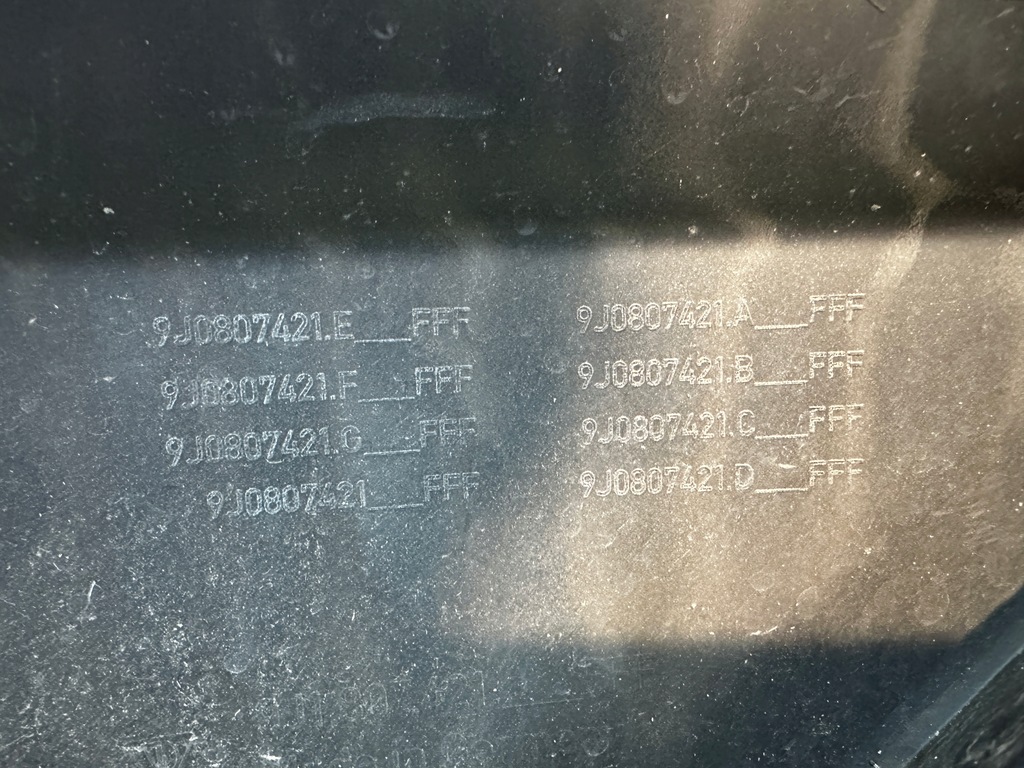 9J0807421.E___FFF
9J0807421.F___FFF
9J0807421.G___FFF
9J0807421___FFF
9J0807421.A___FFF
9J0807421.B___FFF
9J0807421.C___FFF
9J0807421.D___FFF